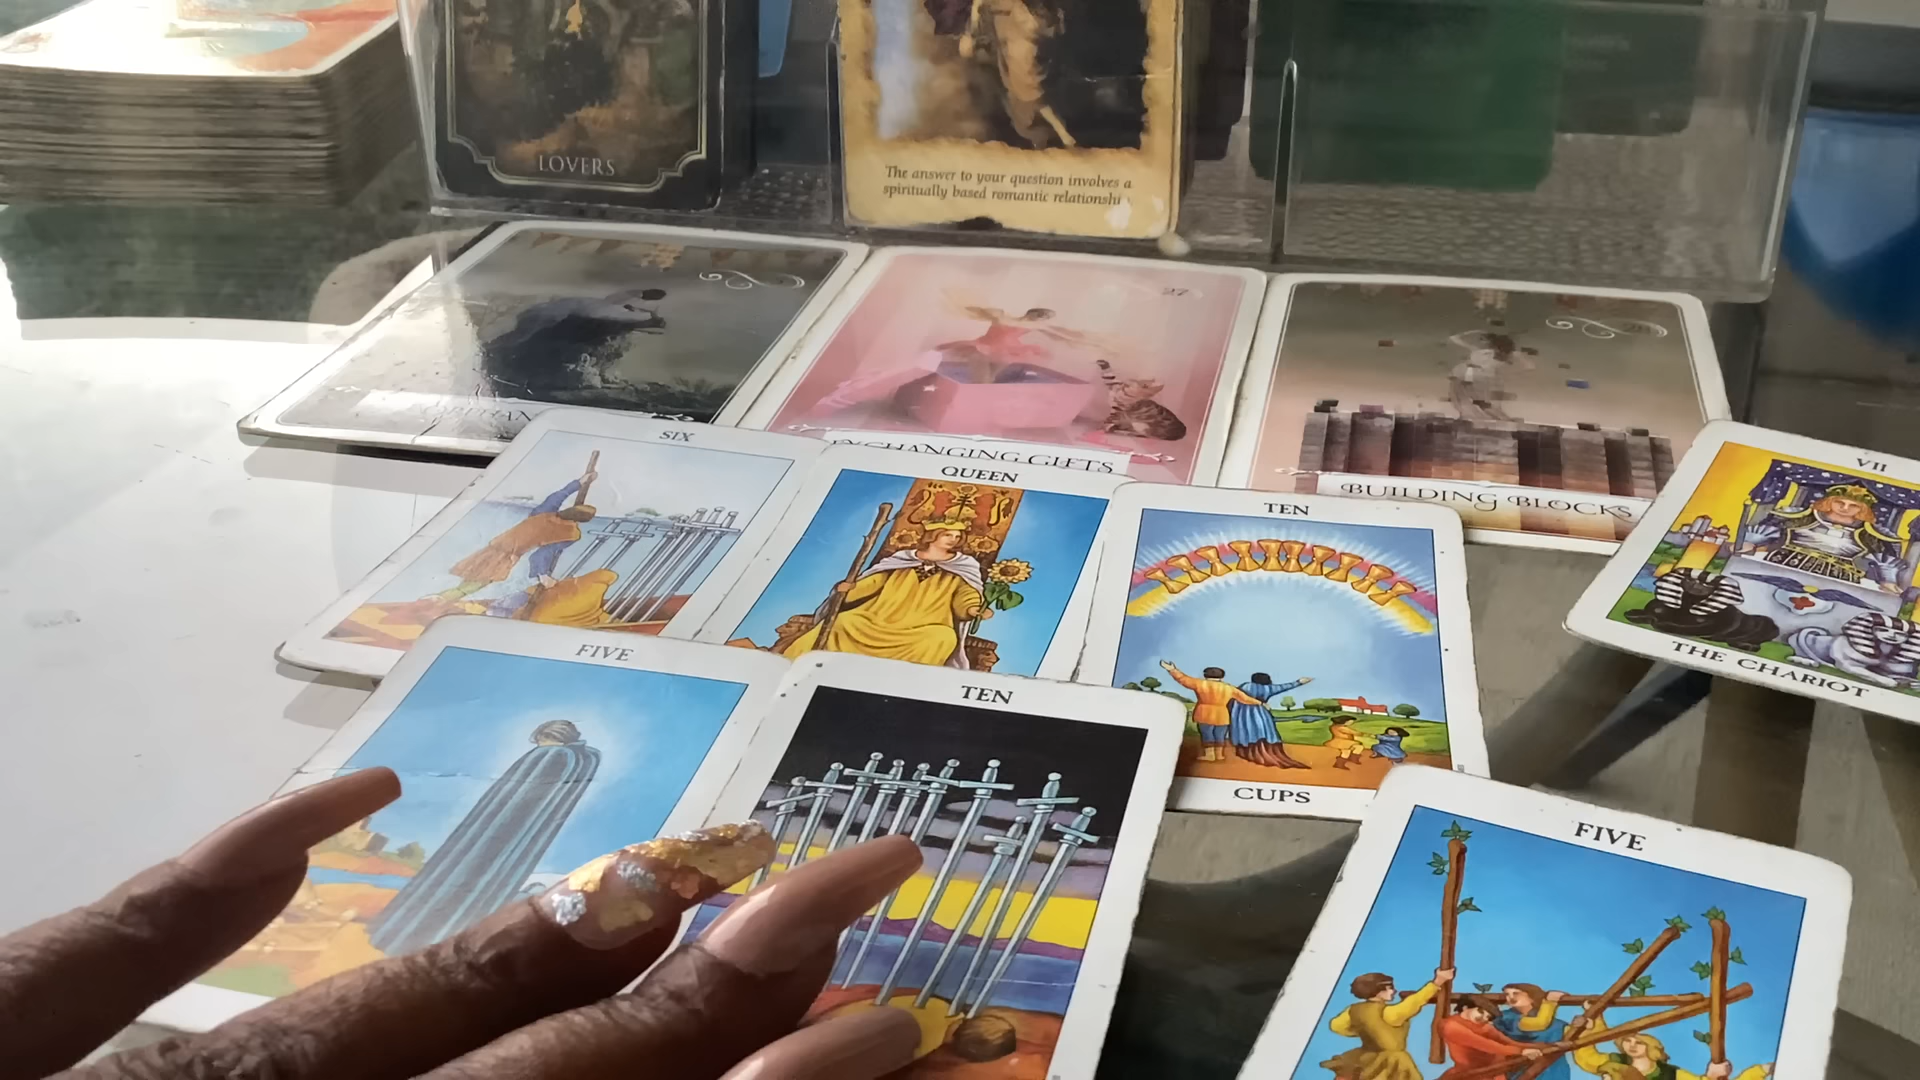 LOVERS
The answer to your question involves a
spiritually based romantic
27
EXCHANGING GIFTS
BUILDING BLOCKS
SIX
QUEEN
TEN
CUPS
VII
THE CHARIOT
FIVE
TEN
FIVE